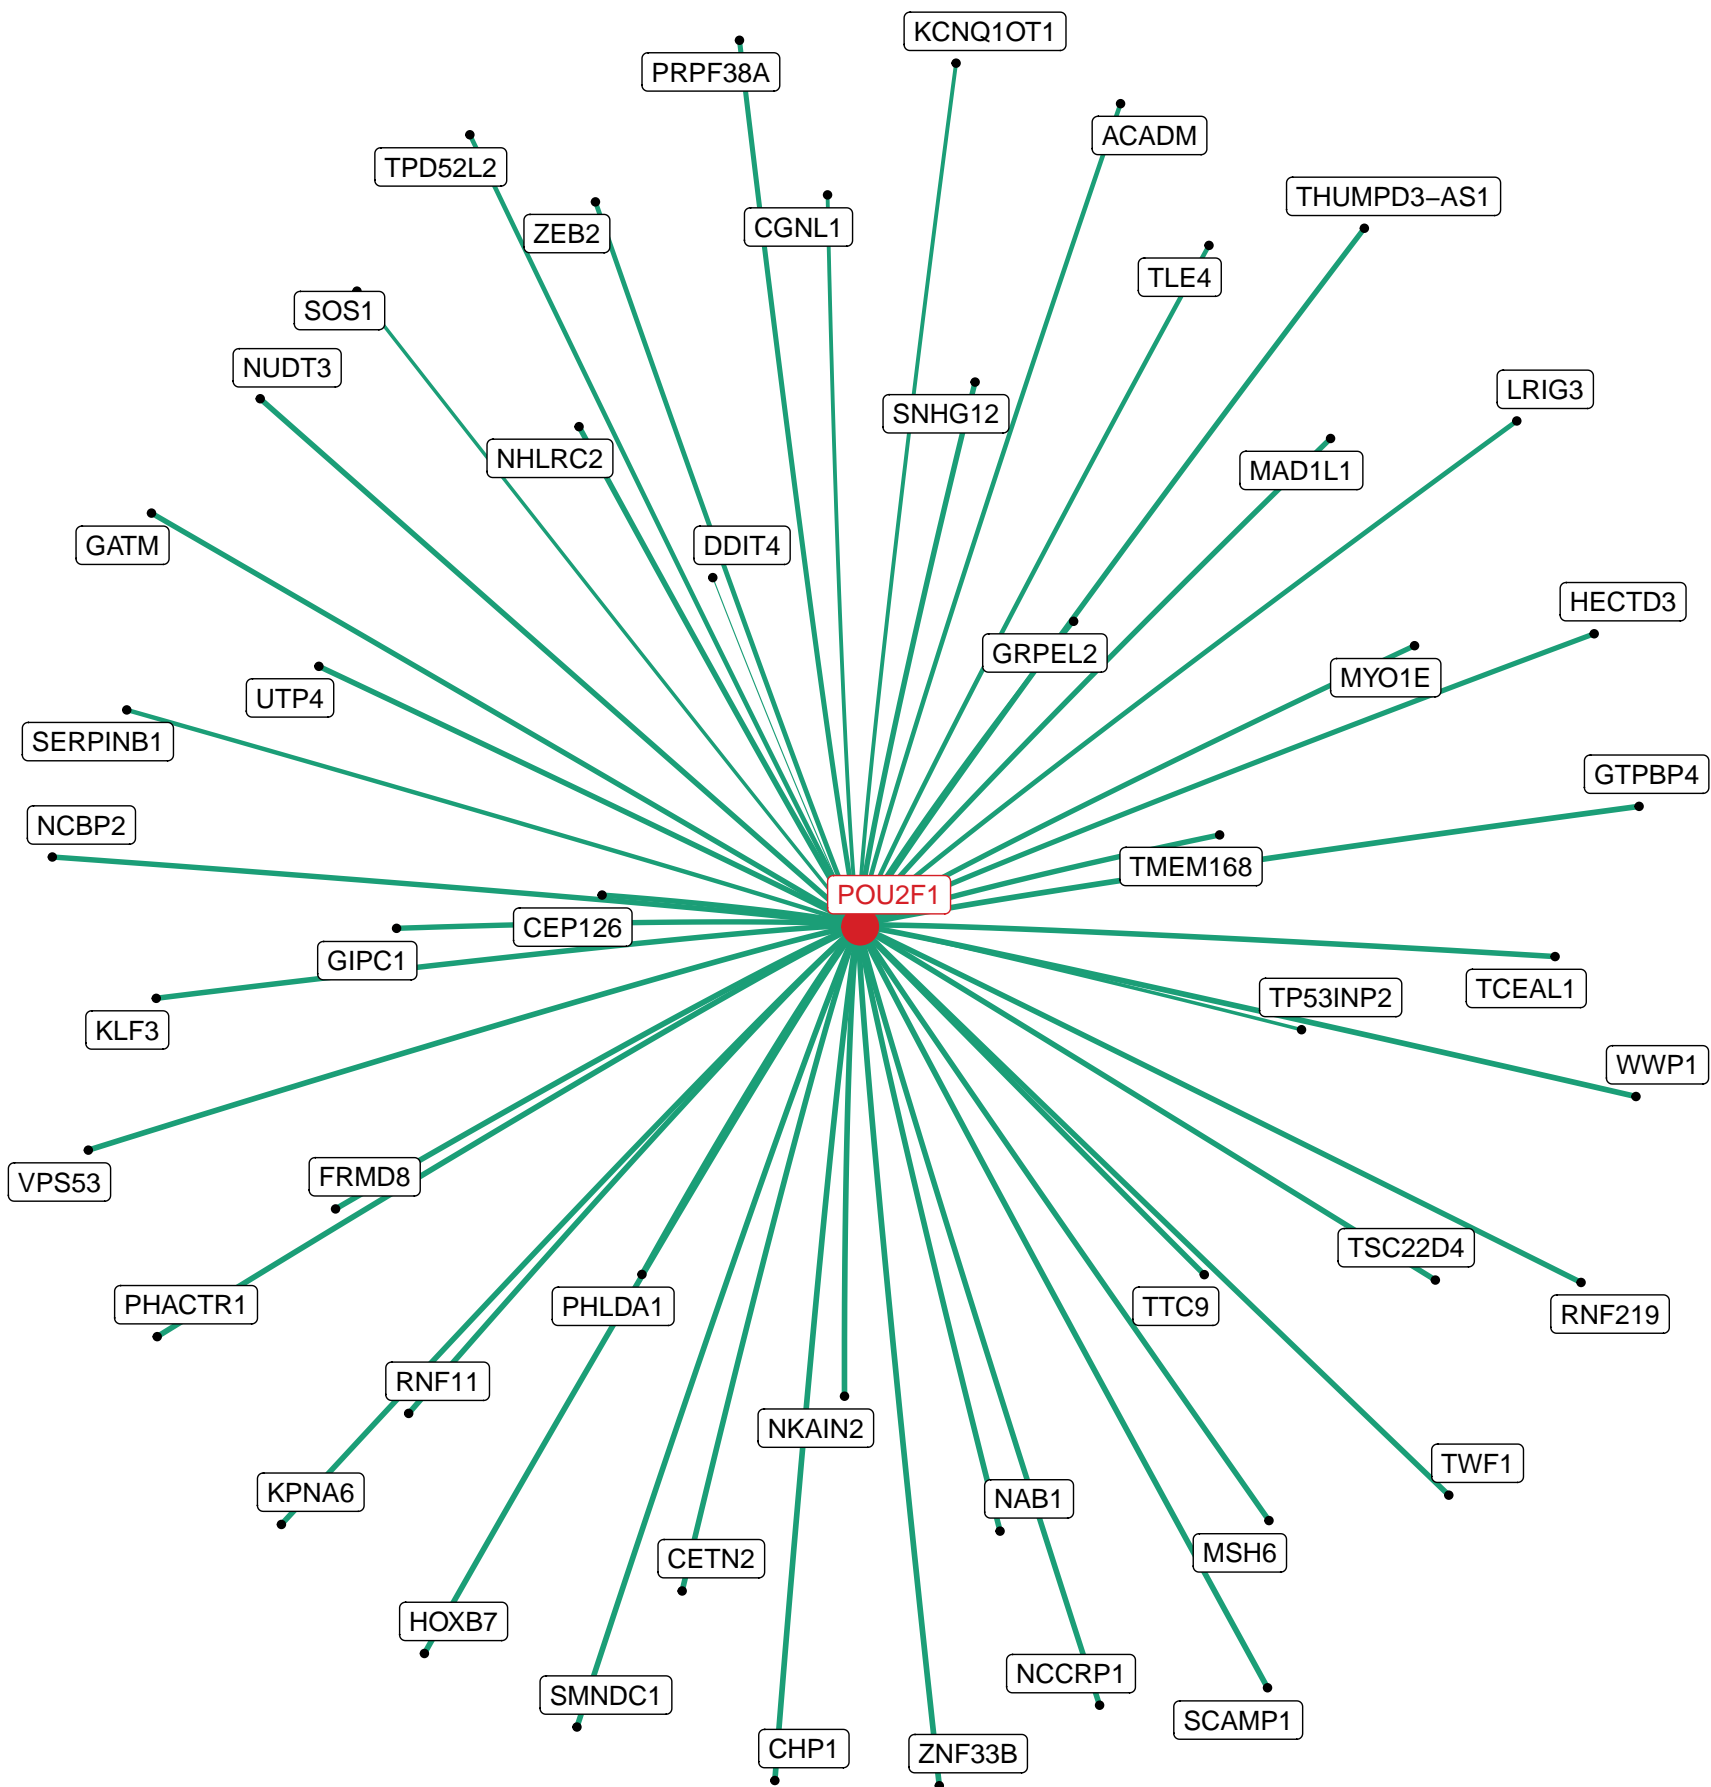 KCNQ1OT1
PRPF38A
ACADM
TPD52L2
THUMPD3−AS1
CGNL1
ZEB2
TLE4
SOS1
NUDT3
LRIG3
SNHG12
NHLRC2
MAD1L1
GATM
DDIT4
HECTD3
GRPEL2
MYO1E
UTP4
SERPINB1
GTPBP4
NCBP2
TMEM168
POU2F1
CEP126
GIPC1
TCEAL1
TP53INP2
KLF3
WWP1
FRMD8
VPS53
TSC22D4
PHACTR1
PHLDA1
TTC9
RNF219
RNF11
NKAIN2
TWF1
KPNA6
NAB1
MSH6
CETN2
HOXB7
NCCRP1
SMNDC1
SCAMP1
CHP1
ZNF33B